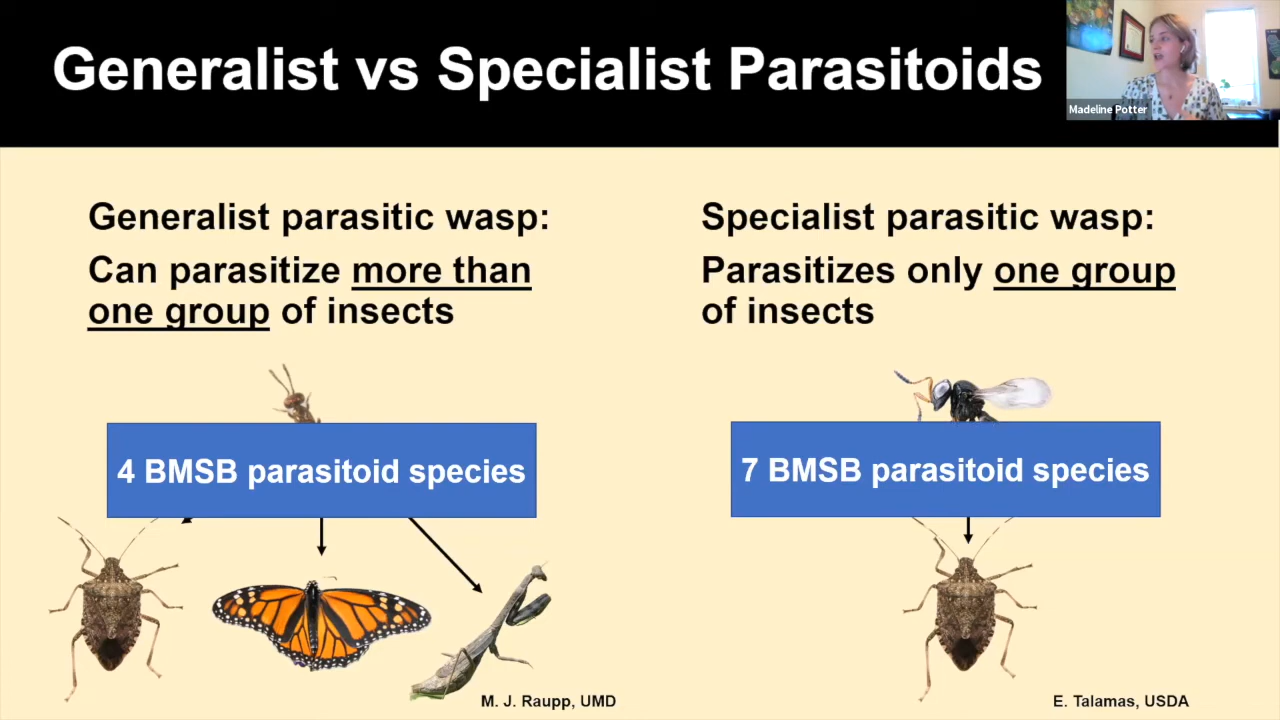 Generalist vs Specialist Parasitoids
Madeline Potter
Generalist parasitic wasp:
Can parasitize more than
one group of insects
4 BMSB parasitoid species
M. J. Raupp, UMD
Specialist parasitic wasp:
Parasitizes only one group
of insects
7 BMSB parasitoid species
E. Talamas, USDA